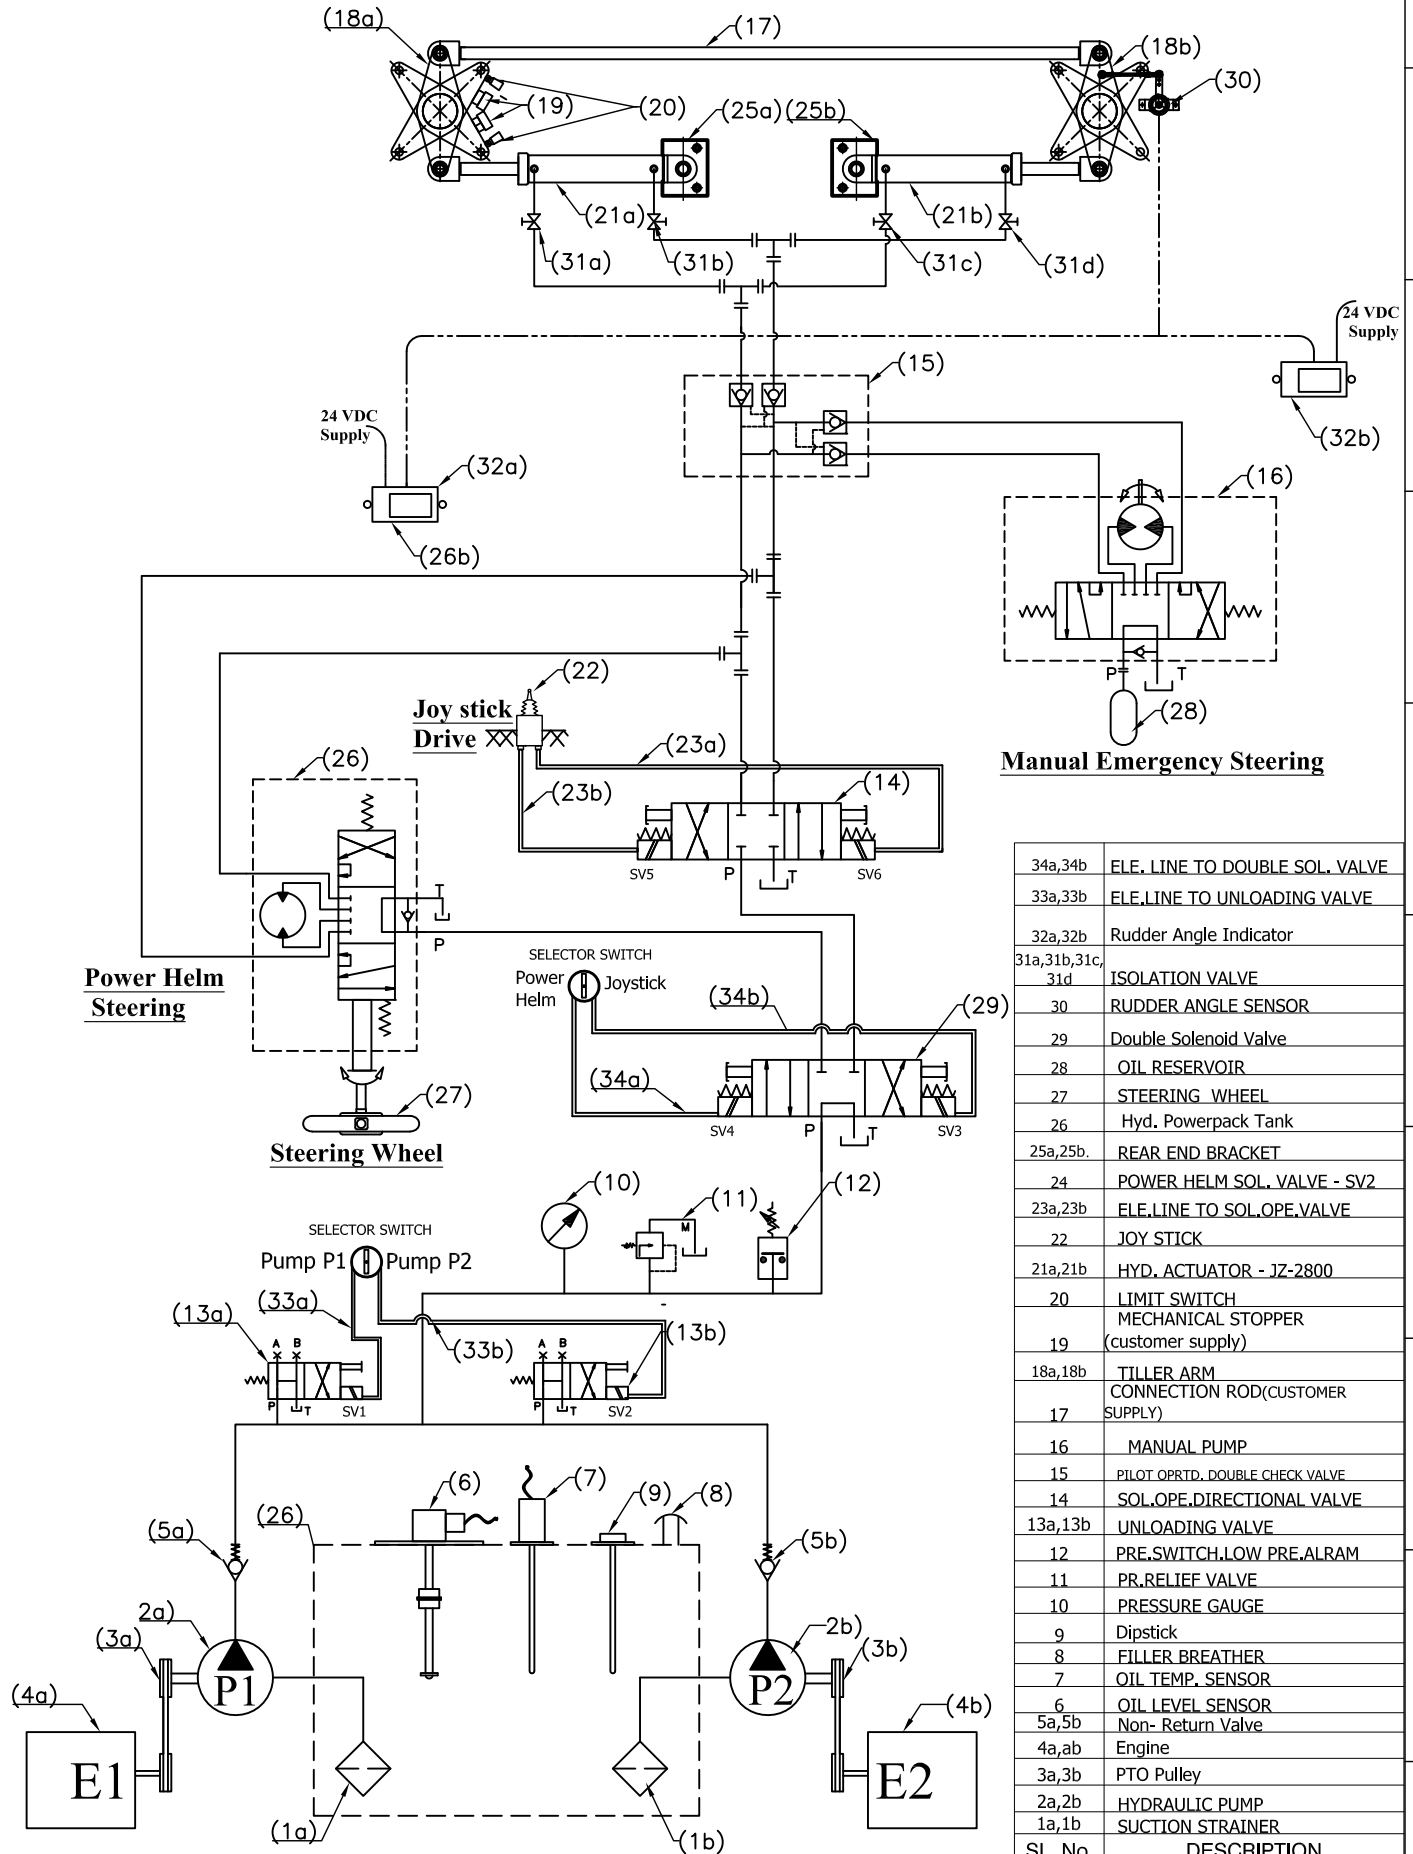 (18a)
(17)
(18b)
(30)
(19)
(20)
(25a)
(25b)
(21a)
(21b)
(31a)
(31b)
(31c)
(31d)
24 VDC
Supply
(15)
(32b)
24 VDC
Supply
(32a)
(26b)
(16)
P
T
(28)
Manual Emergency Steering
(22)
Joy stick
Drive
(23a)
(23b)
(14)
SV5
P
T
SV6
(26)
T
P
Power Helm
Steering
(27)
Steering Wheel
SELECTOR SWITCH
Power
Helm
Joystick
(34b)
(29)
(34a)
SV4
P
T
SV3
(10)
(11)
M
(12)
SELECTOR SWITCH
Pump P1
Pump P2
(13a)
(33a)
(33b)
(13b)
A B
P T
SV1
A B
P T
SV2
(6)
(7)
(9)
(8)
(26)
(5a)
(5b)
2a)
2b)
(3a)
(3b)
P1
P2
(4a)
(4b)
E1
E2
(1a)
(1b)
34a,34b ELE. LINE TO DOUBLE SOL. VALVE
33a,33b ELE.LINE TO UNLOADING VALVE
32a,32b Rudder Angle Indicator
31a,31b,31c,
31d ISOLATION VALVE
30 RUDDER ANGLE SENSOR
29 Double Solenoid Valve
28 OIL RESERVOIR
27 STEERING WHEEL
26 Hyd. Powerpack Tank
25a,25b. REAR END BRACKET
24 POWER HELM SOL. VALVE - SV2
23a,23b ELE.LINE TO SOL.OPE.VALVE
22 JOY STICK
21a,21b HYD. ACTUATOR - JZ-2800
20 LIMIT SWITCH
MECHANICAL STOPPER
19 (customer supply)
18a,18b TILLER ARM
CONNECTION ROD(CUSTOMER
17 SUPPLY)
16 MANUAL PUMP
15 PILOT OPRTD. DOUBLE CHECK VALVE
14 SOL.OPE.DIRECTIONAL VALVE
13a,13b UNLOADING VALVE
12 PRE.SWITCH.LOW PRE.ALRAM
11 PR.RELIEF VALVE
10 PRESSURE GAUGE
9 Dipstick
8 FILLER BREATHER
7 OIL TEMP. SENSOR
6 OIL LEVEL SENSOR
5a,5b Non- Return Valve
4a,ab Engine
3a,3b PTO Pulley
2a,2b HYDRAULIC PUMP
1a,1b SUCTION STRAINER
SL. No DESCRIPTION